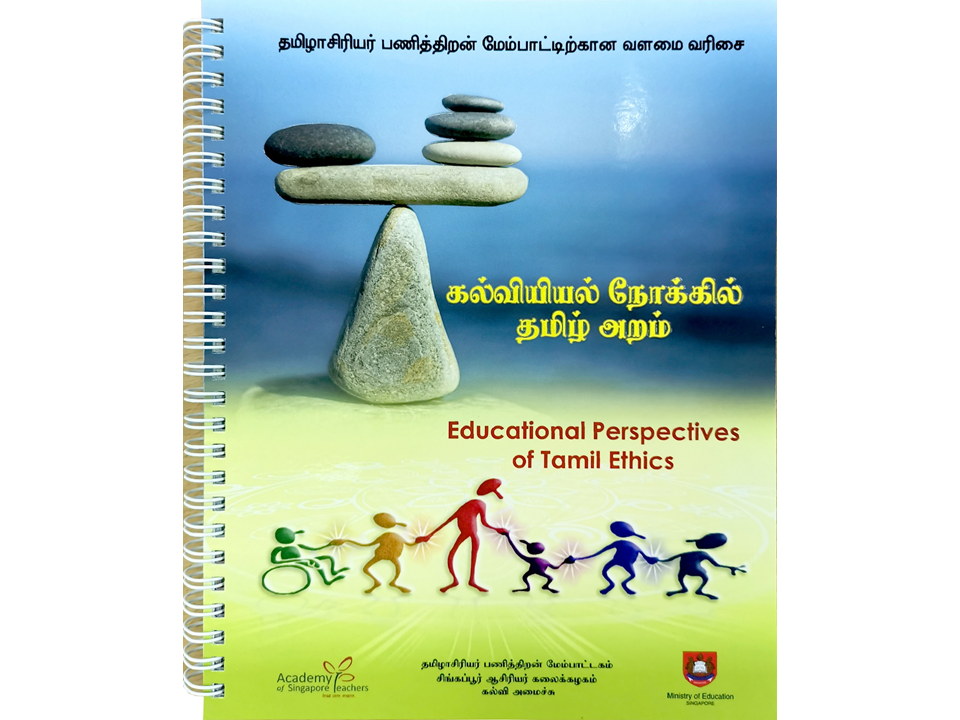 தமிழாசிரியர் பணித்திறன் மேம்பாட்டிற்கான வளமை வரிசை
கல்வியியல் நோக்கில்
தமிழ் அறம்
Educational Perspectives
of Tamil Ethics
Academy
of Singapore Teachers
தமிழாசிரியர் பணித்திறன் மேம்பாட்டகம்
சிங்கப்பூர் ஆசிரியர் கலைக்கழகம்
கல்வி அமைச்சு
Ministry of Education
SINGAPORE